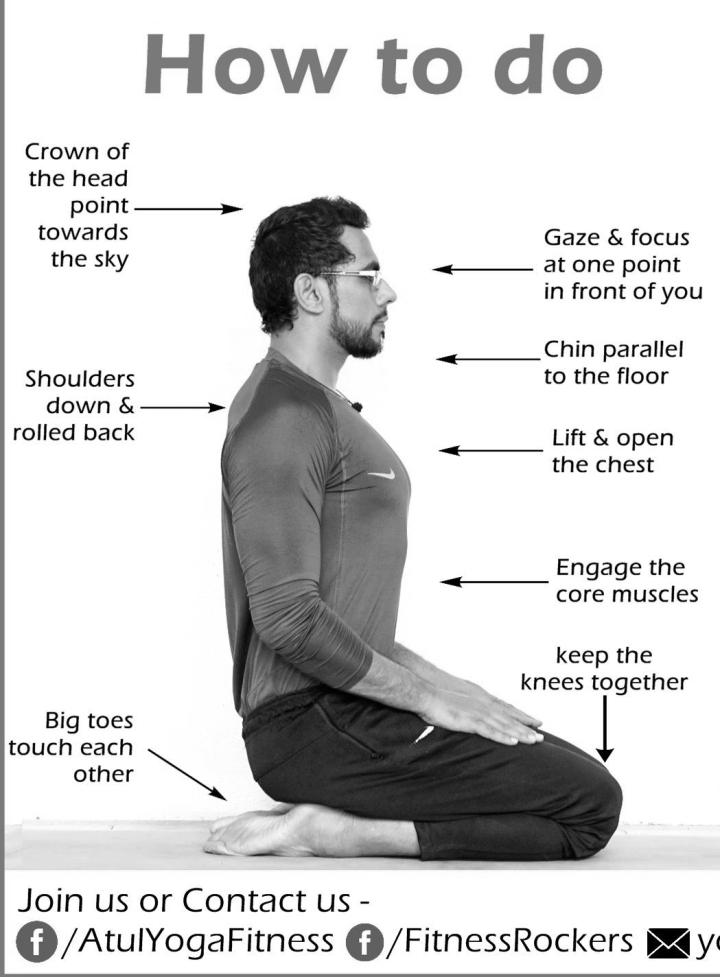 How to do
Crown of
the head
point
towards
the sky
Gaze & focus
at one point
in front of you
Chin parallel
to the floor
Shoulders
down &
rolled back
Lift & open
the chest
Engage the
core muscles
keep the
knees together
Big toes
touch each
other
Join us or Contact us -
/AtulYogaFitness /FitnessRockers